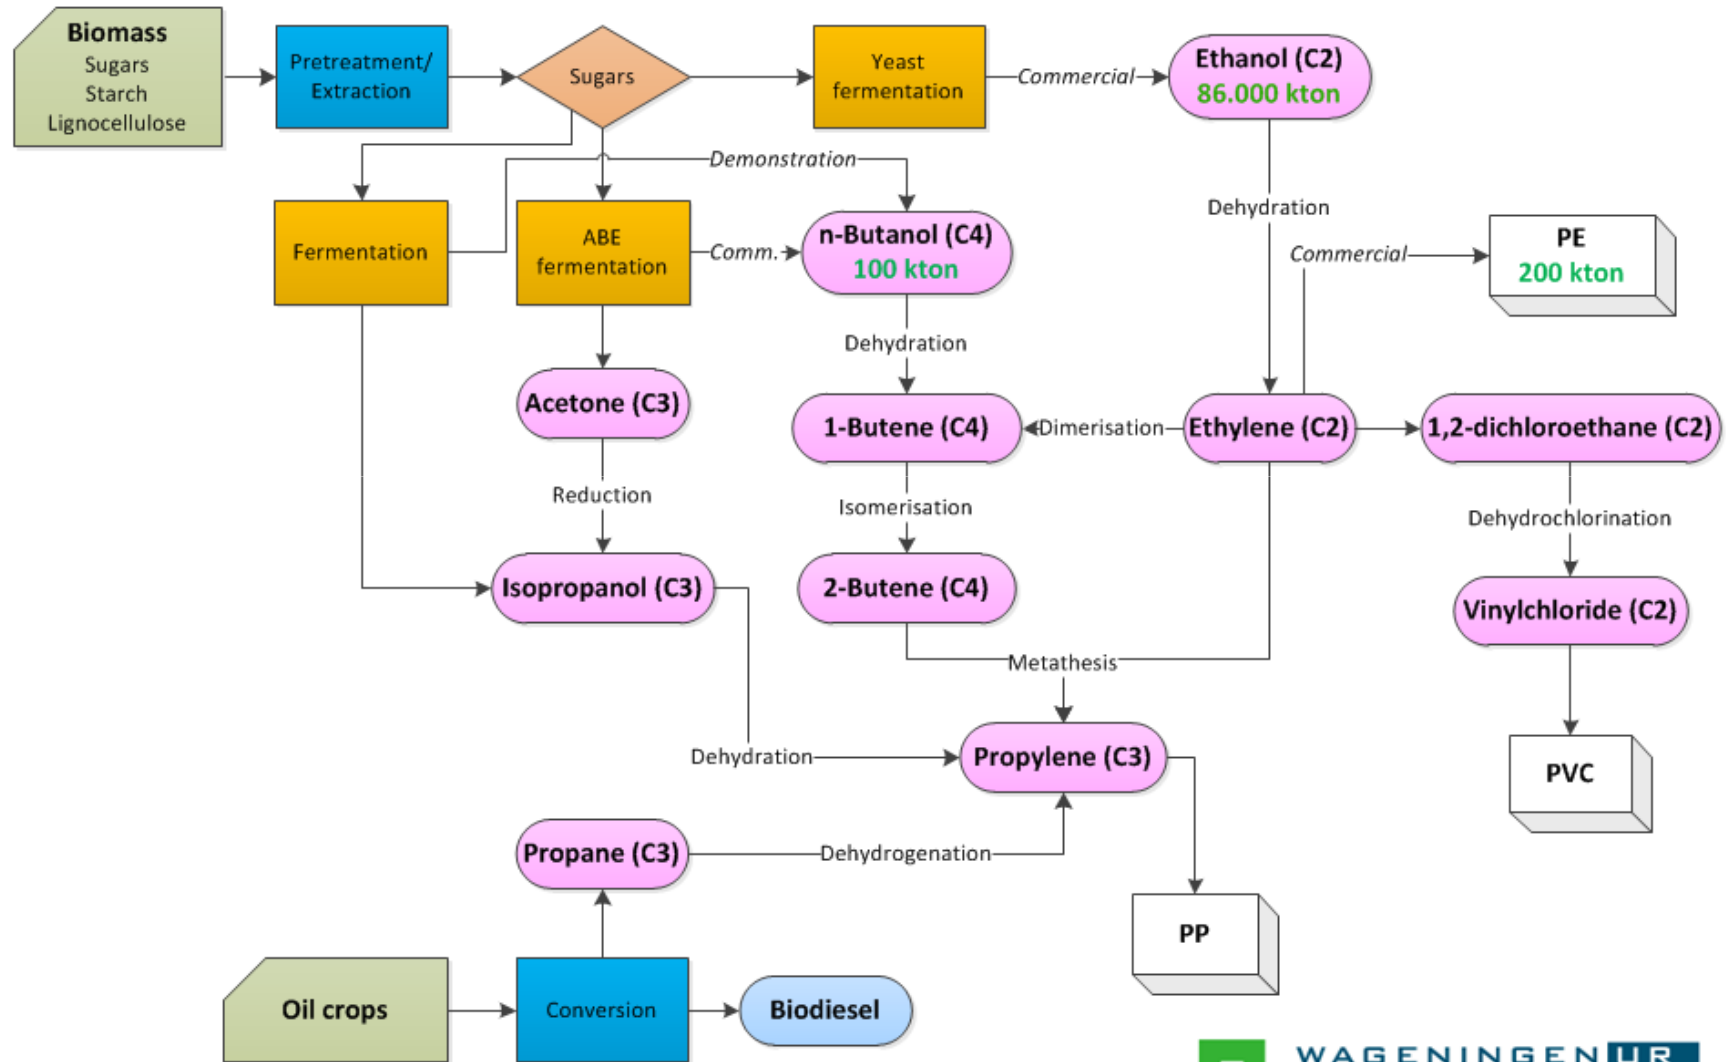 Biomass
Sugars
Starch
Lignocellulose
Pretreatment/
Extraction
Sugars
Yeast
fermentation
Commercial
Ethanol (C2)
86.000 kton
Demonstration
Dehydration
Fermentation
ABE
fermentation
Comm.
n-Butanol (C4)
100 kton
Commercial
PE
200 kton
Dehydration
Acetone (C3)
1-Butene (C4)
Dimerisation
Ethylene (C2)
1,2-dichloroethane (C2)
Reduction
Isomerisation
Dehydrochlorination
Isopropanol (C3)
2-Butene (C4)
Vinylchloride (C2)
Metathesis
Dehydration
Propylene (C3)
PVC
Propane (C3)
Dehydrogenation
PP
Oil crops
Conversion
Biodiesel
WAGENINGEN UR